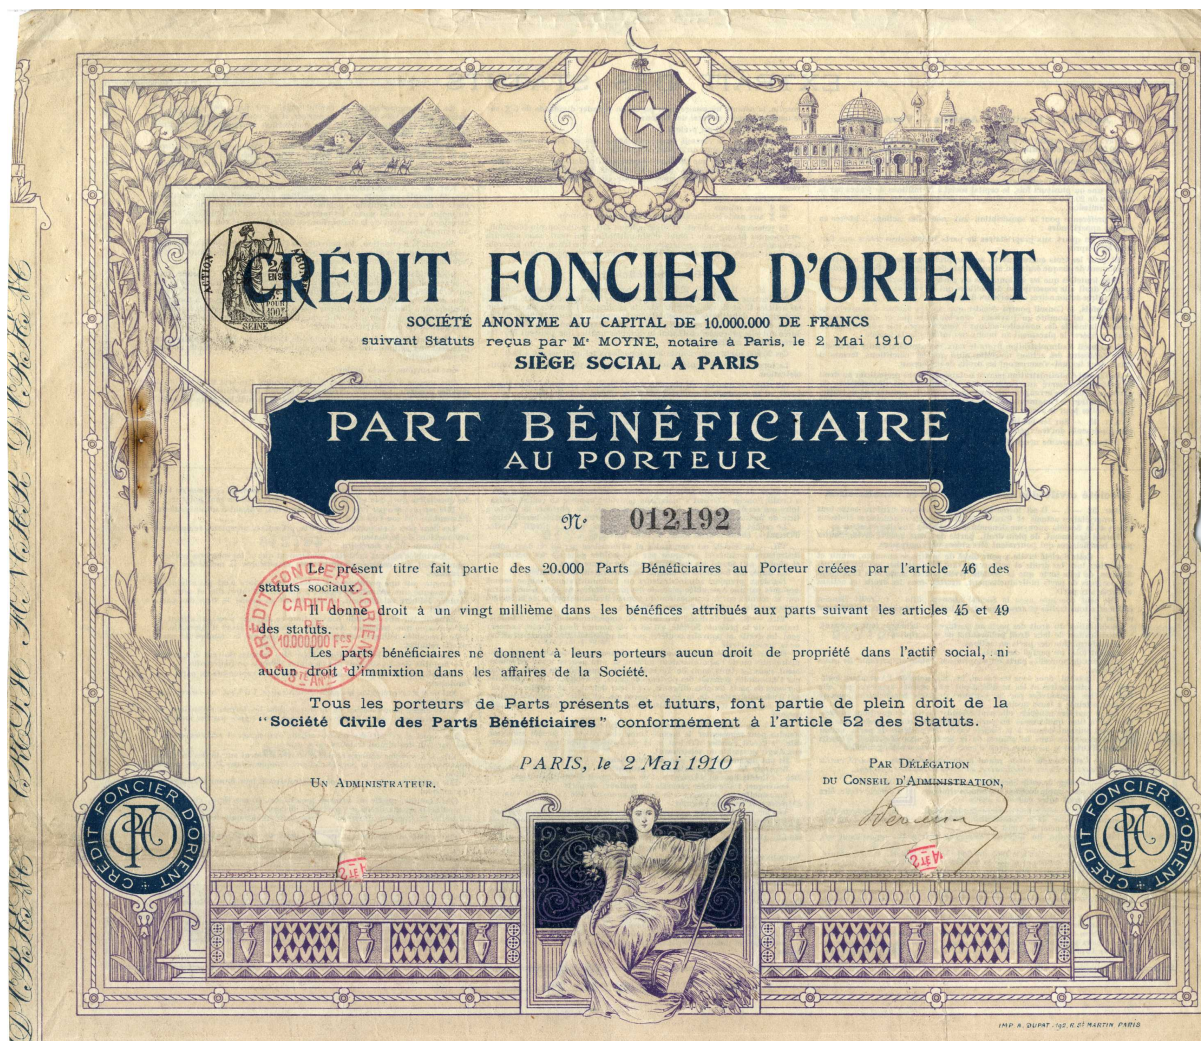 CRÉDIT FONCIER D'ORIENT
SOCIÉTÉ ANONYME AU CAPITAL DE 10.000.000 DE FRANCS
suivant Statuts reçus par Mᵉ MOYNE, notaire à Paris, le 2 Mai 1910
SIÈGE SOCIAL A PARIS
ACTION
SEINE
PART BÉNÉFICIAIRE
AU PORTEUR
Nº 012192
Le présent titre fait partie des 20.000 Parts Bénéficiaires au Porteur créées par l'article 46 des
statuts sociaux.
Il donne droit à un vingt millième dans les bénéfices attribués aux parts suivant les articles 45 et 49
des statuts.
Les parts bénéficiaires ne donnent à leurs porteurs aucun droit de propriété dans l'actif social, ni
aucun droit d'immixtion dans les affaires de la Société.
Tous les porteurs de Parts présents et futurs, font partie de plein droit de la
"Société Civile des Parts Bénéficiaires" conformément à l'article 52 des Statuts.
CRÉDIT FONCIER D'ORIENT
CAPITAL
DE
10.000.000 Fcs
STE AME
PARIS, le 2 Mai 1910
UN ADMINISTRATEUR.
PAR DÉLÉGATION
DU CONSEIL D'ADMINISTRATION,
CRÉDIT FONCIER D'ORIENT
CFO
CRÉDIT FONCIER D'ORIENT
CFO
IMP. A. DUPAT - 192, R. St MARTIN PARIS